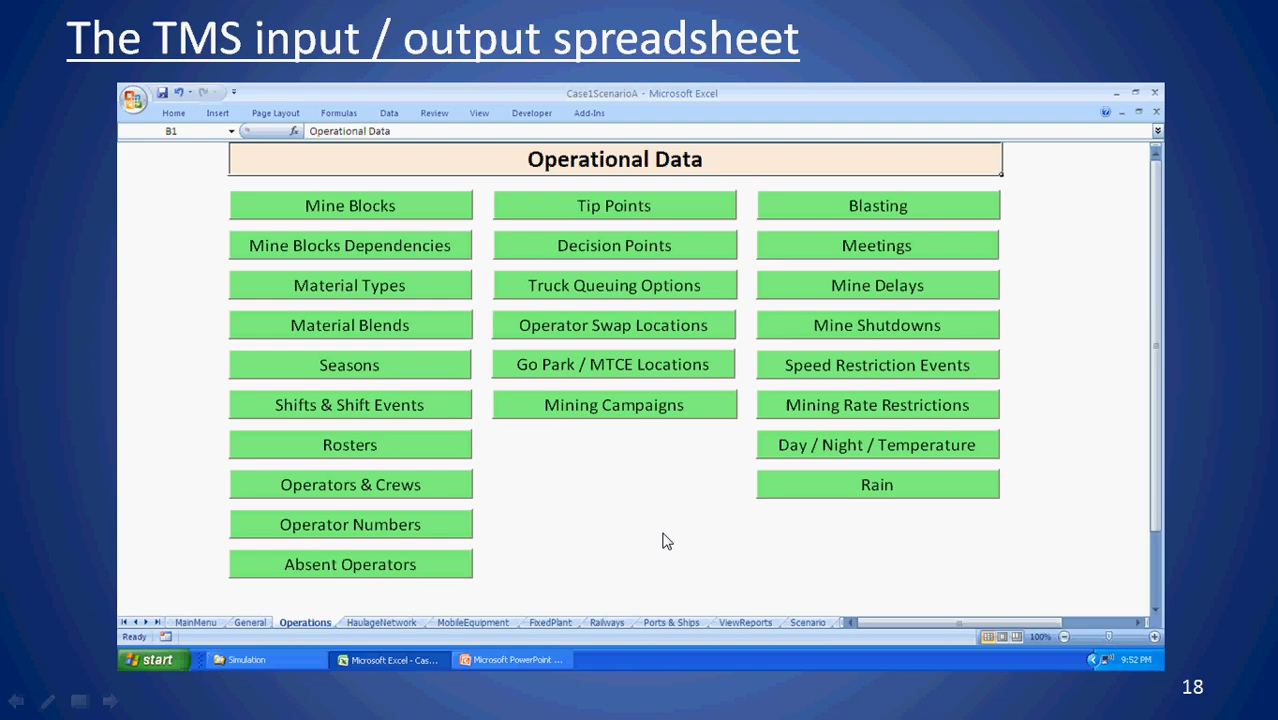 The TMS input / output spreadsheet
Case1ScenarioA - Microsoft Excel
Home Insert Page Layout Formulas Data Review View Developer Add-Ins
B1 fx Operational Data
Operational Data
Mine Blocks Tip Points Blasting
Mine Blocks Dependencies Decision Points Meetings
Material Types Truck Queuing Options Mine Delays
Material Blends Operator Swap Locations Mine Shutdowns
Seasons Go Park / MTCE Locations Speed Restriction Events
Shifts & Shift Events Mining Campaigns Mining Rate Restrictions
Rosters Day / Night / Temperature
Operators & Crews Rain
Operator Numbers
Absent Operators
MainMenu General Operations HaulageNetwork MobileEquipment FixedPlant Railways Ports & Ships ViewReports Scenario
Ready 100%
start Simulation Microsoft Excel - Cas... Microsoft PowerPoint ... 9:52 PM
18